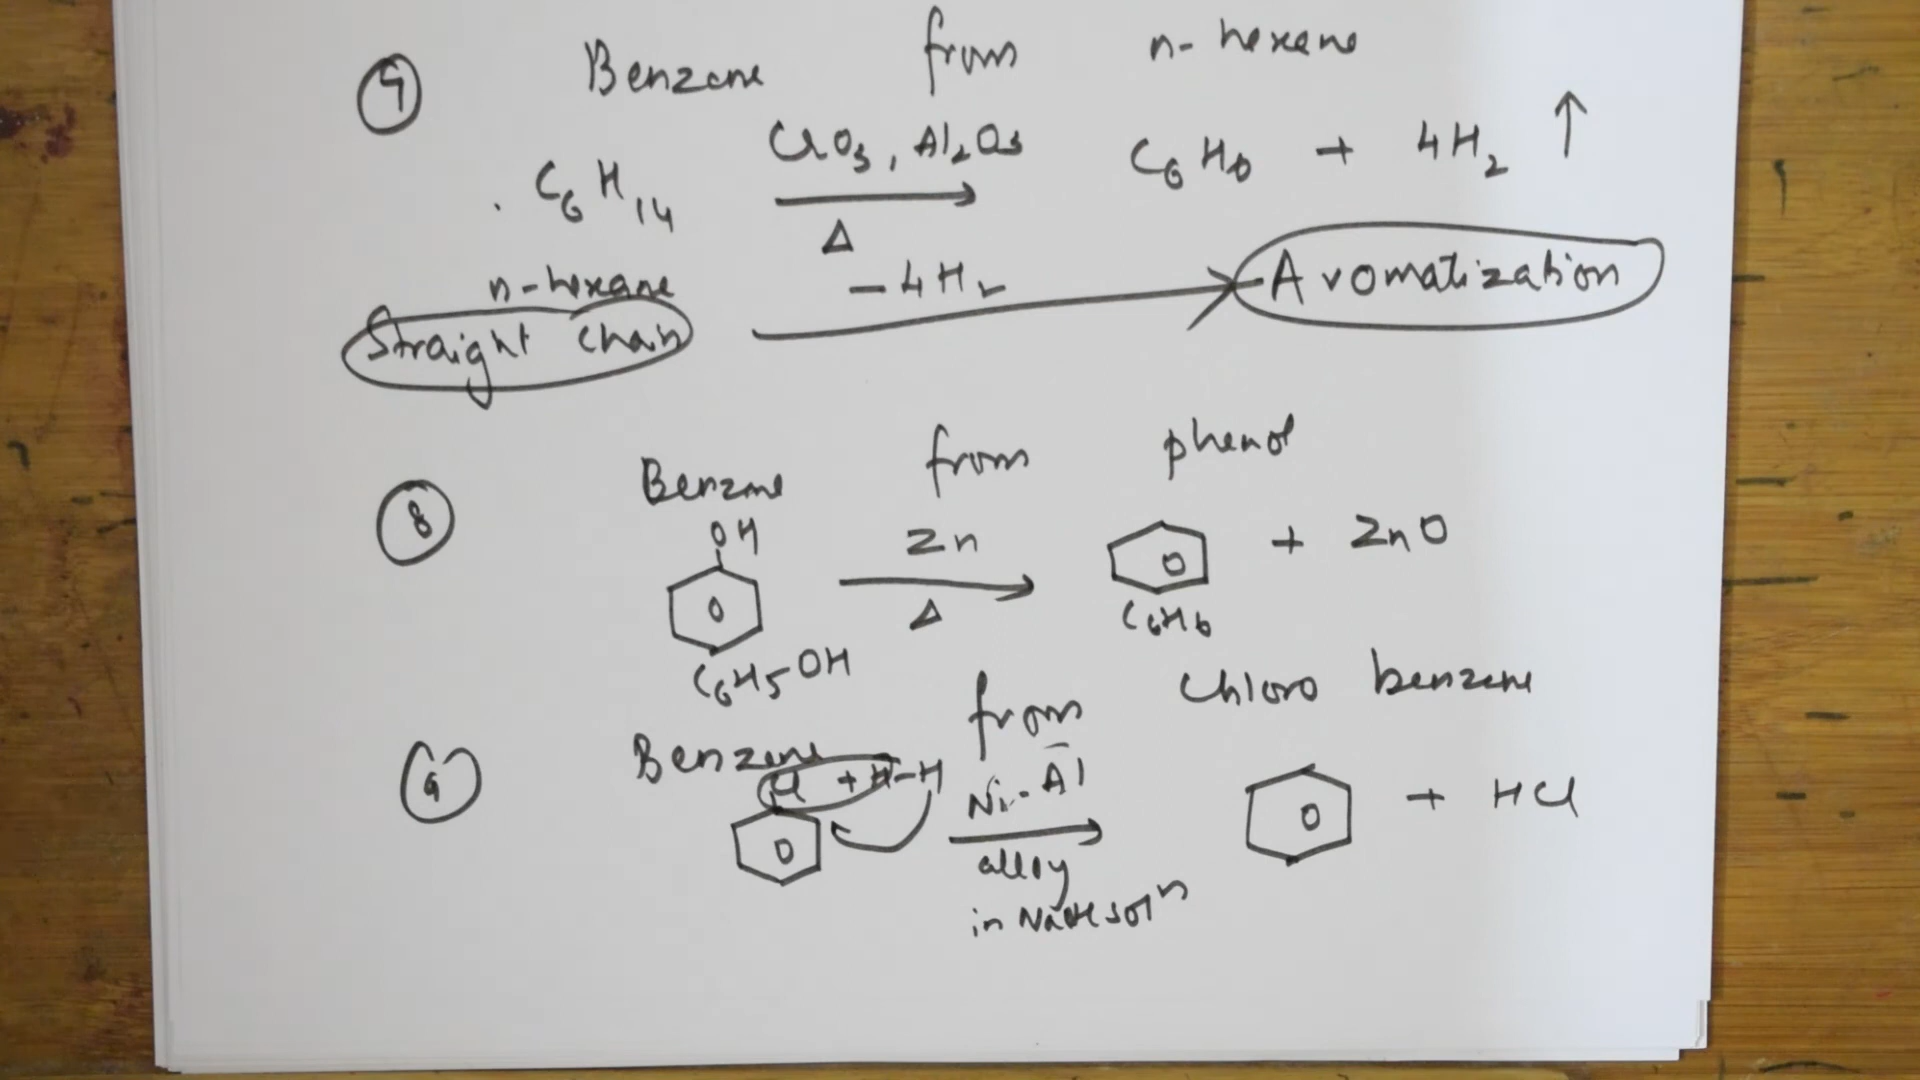 7 Benzene from n-hexane
C6H14 CrO3, Al2O3 Δ C6H6 + 4H2 ↑
n-hexane -4H2 Aromatization
Straight chain
8 Benzene from phenol
OH Zn Δ + ZnO
C6H5OH C6H6
9 Benzene from Chloro benzene
Cl + H-H Ni-Al + HCl
alloy
in NaOH solⁿ